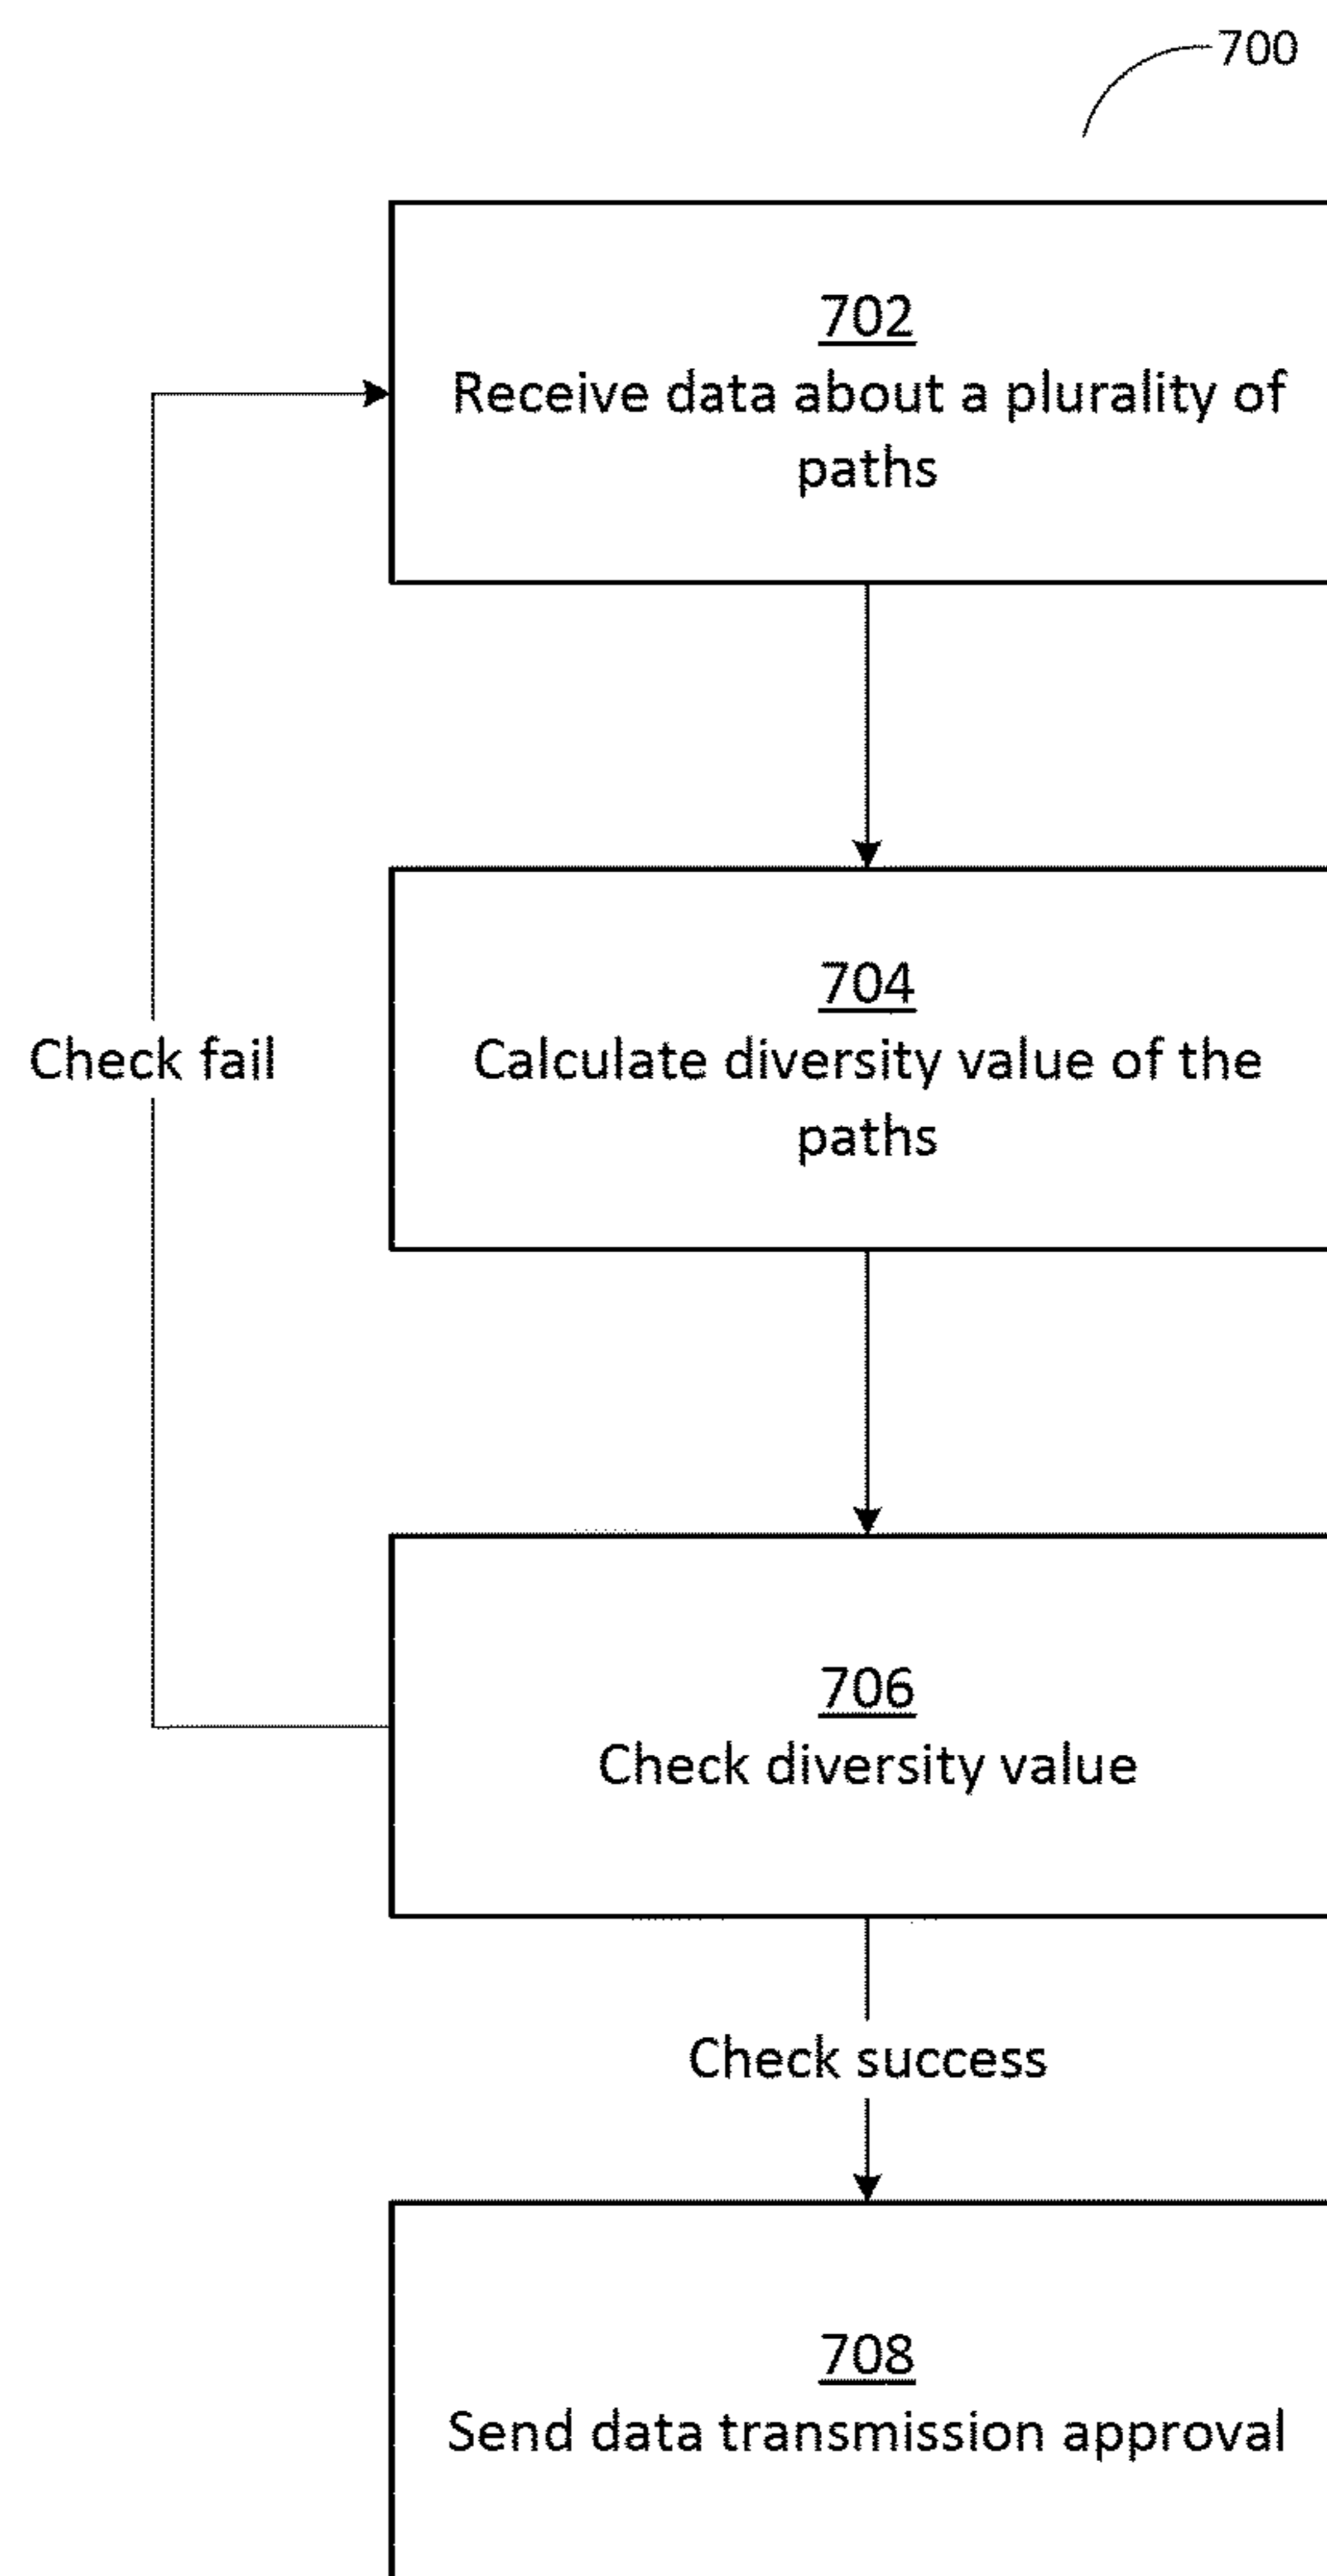 700
702
Receive data about a plurality of
paths
704
Calculate diversity value of the
paths
Check fail
706
Check diversity value
Check success
708
Send data transmission approval